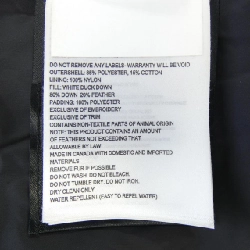 DO NOT REMOVE ANY LABELS - WARRANTY WILL BE VOID
OUTERSHELL: 85% POLYESTER, 15% COTTON
LINING: 100% NYLON
FILL: WHITE DUCK DOWN
80% DOWN 20% FEATHER
PADDING: 100% POLYESTER
EXCLUSIVE OF EMBROIDERY
EXCLUSIVE OF TRIM
CONTAINS NON-TEXTILE PARTS OF ANIMAL ORIGIN
NOTE: THIS PRODUCT CONTAINS AN AMOUNT
OF FEATHERS NOT EXCEEDING THAT
ALLOWABLE BY LAW
MADE IN CANADA WITH DOMESTIC AND IMPORTED
MATERIALS
REMOVE FUR IF POSSIBLE
DO NOT WASH. DO NOT BLEACH.
DO NOT TUMBLE DRY. DO NOT IRON.
DRY CLEAN ONLY
WATER REPELLENT (EASY TO REPEL WATER)